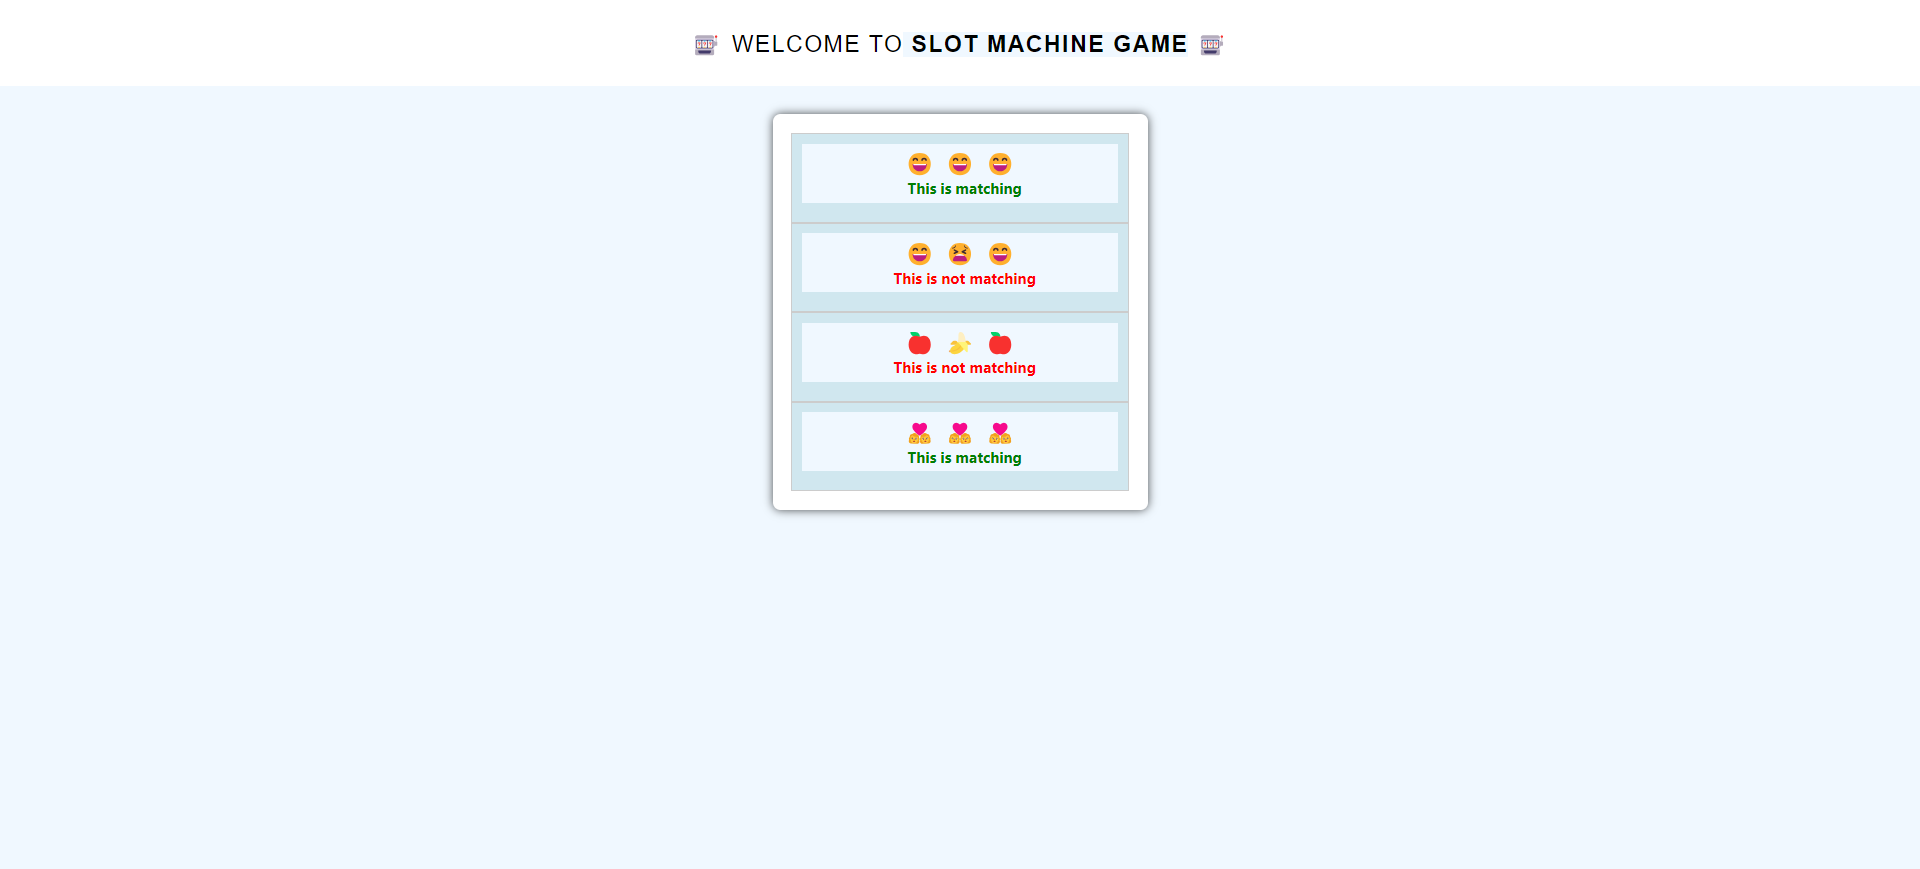 🎰 WELCOME TO SLOT MACHINE GAME 🎰
😄 😄 😄
This is matching
😄 😫 😄
This is not matching
🍎 🍌 🍎
This is not matching
💏 💏 💏
This is matching